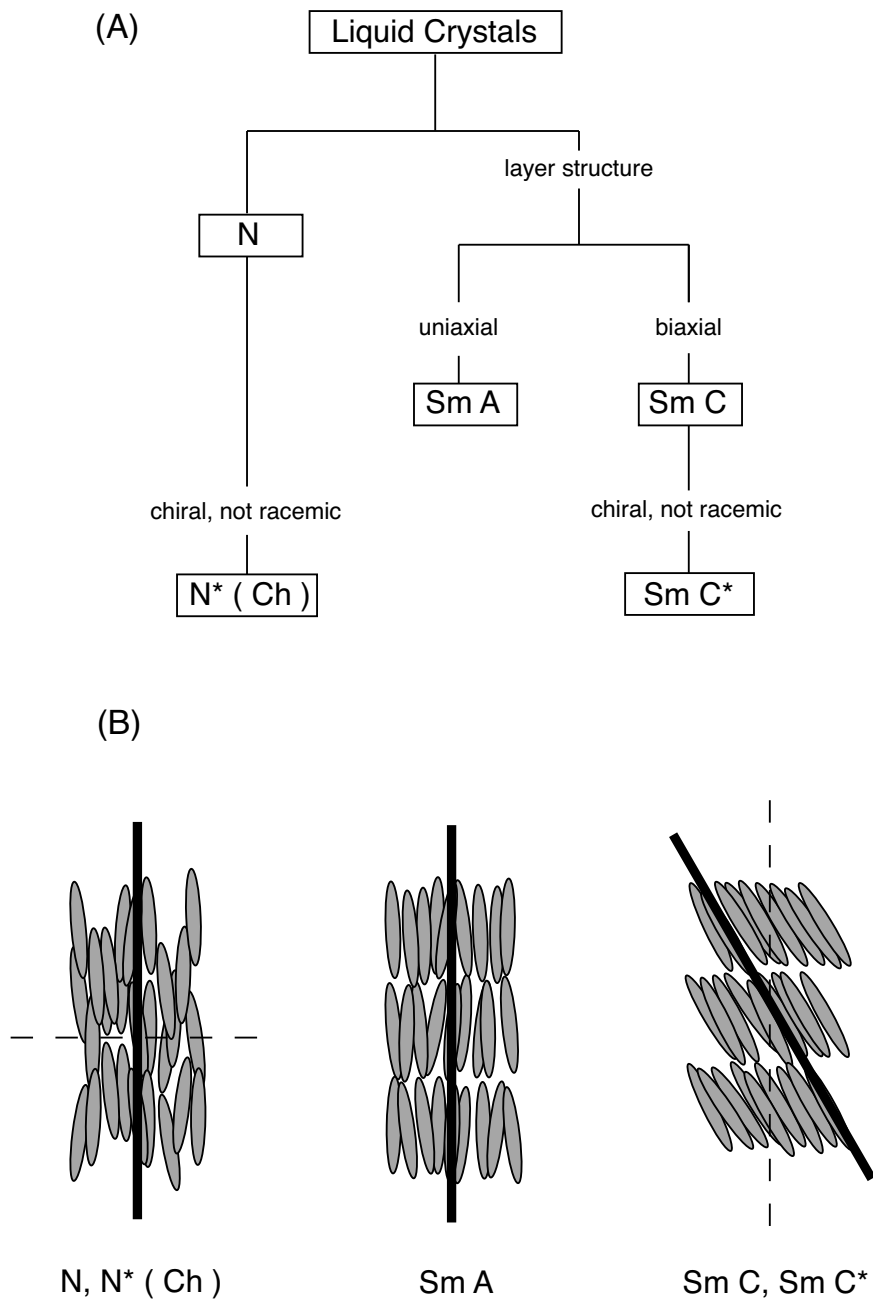 (A)
Liquid Crystals
layer structure
N
uniaxial
biaxial
Sm A
Sm C
chiral, not racemic
chiral, not racemic
N* ( Ch )
Sm C*
(B)
N, N* ( Ch )
Sm A
Sm C, Sm C*